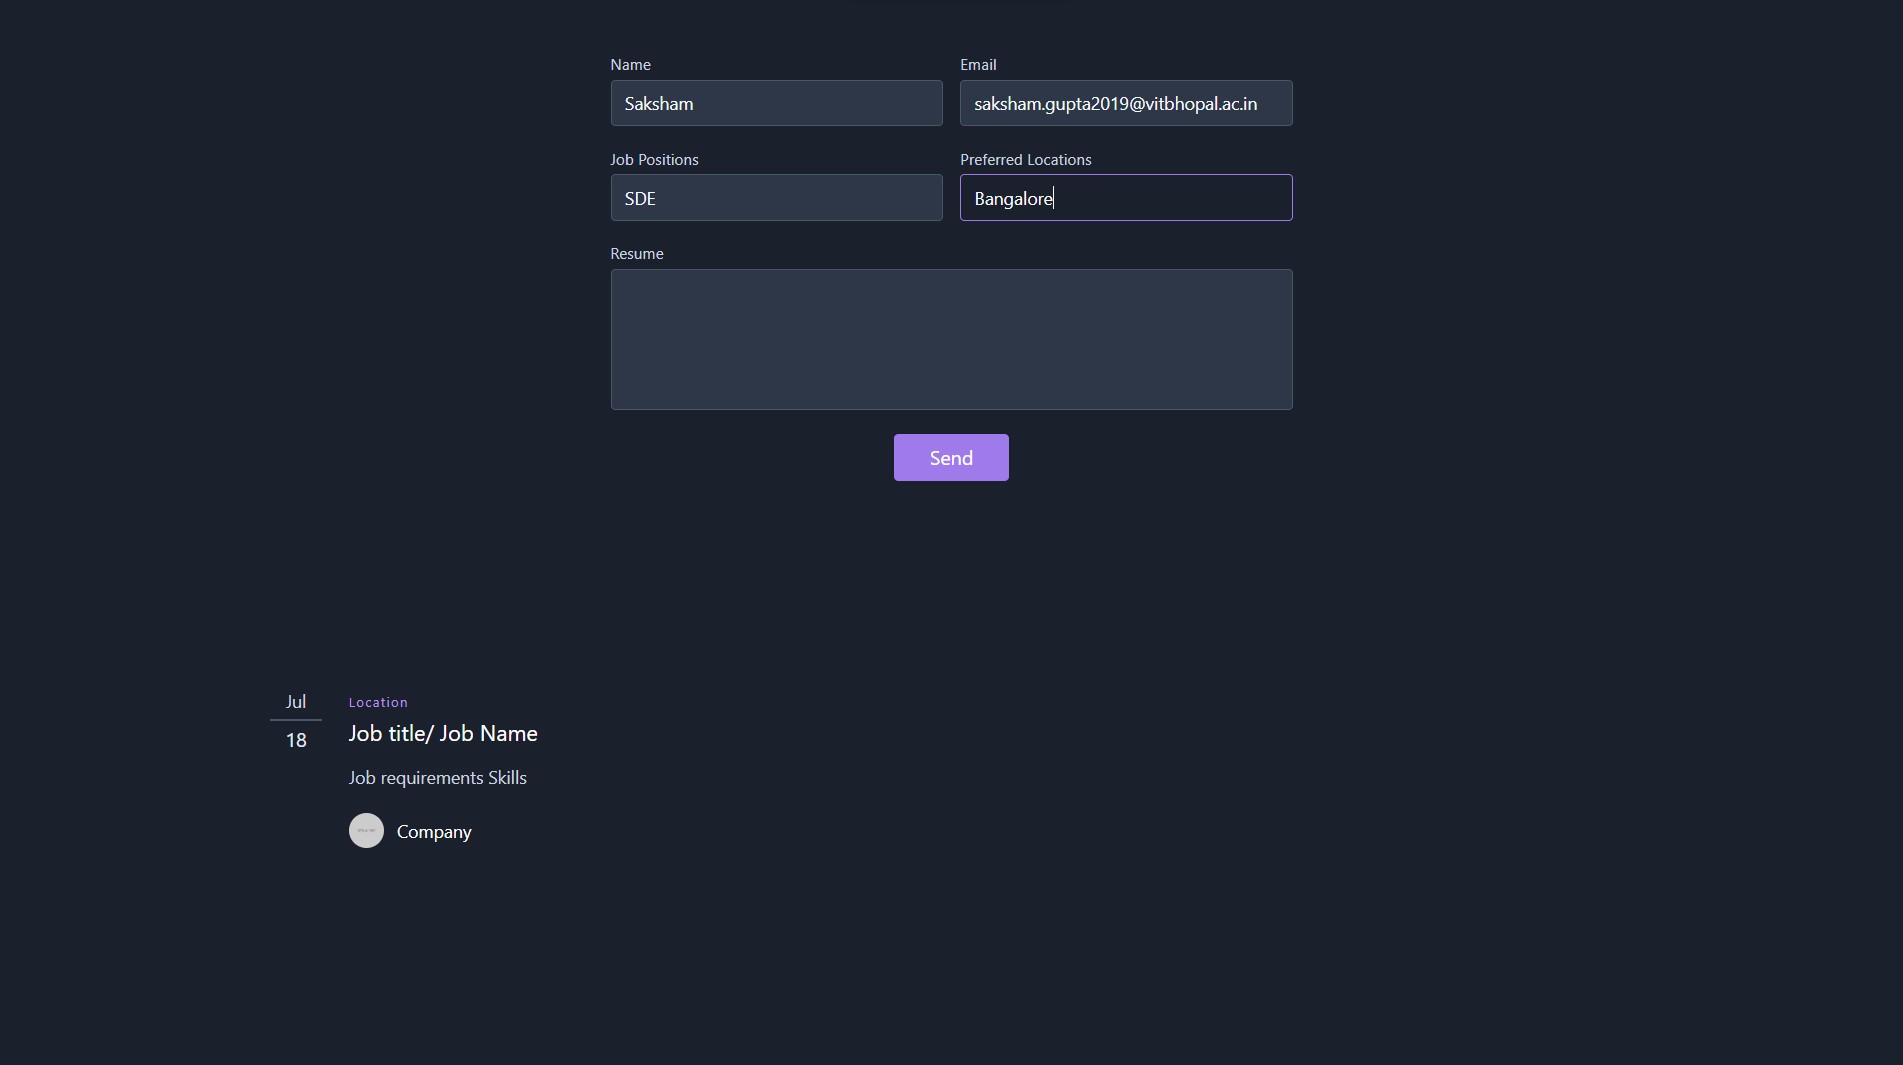 Name
Email
Saksham
saksham.gupta2019@vitbhopal.ac.in
Job Positions
Preferred Locations
SDE
Bangalore
Resume
Send
Jul
18
Location
Job title/ Job Name
Job requirements Skills
Company